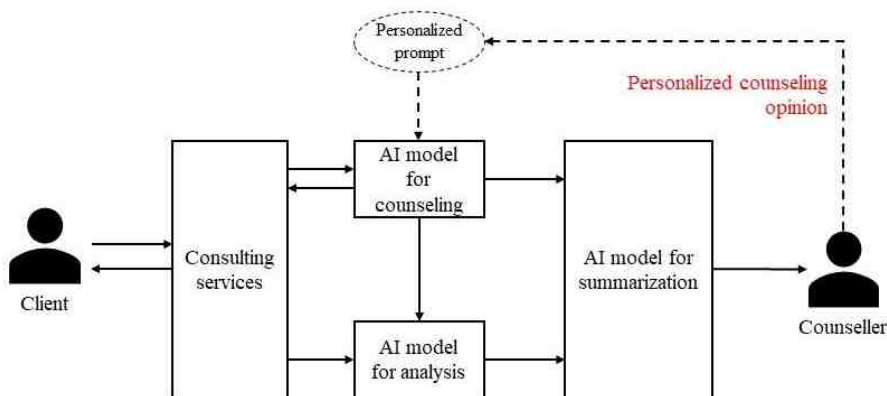 Personalized
prompt
Personalized counseling
opinion
AI model
for
counseling
Consulting
services
AI model for
summarization
Client
Counseller
AI model
for analysis